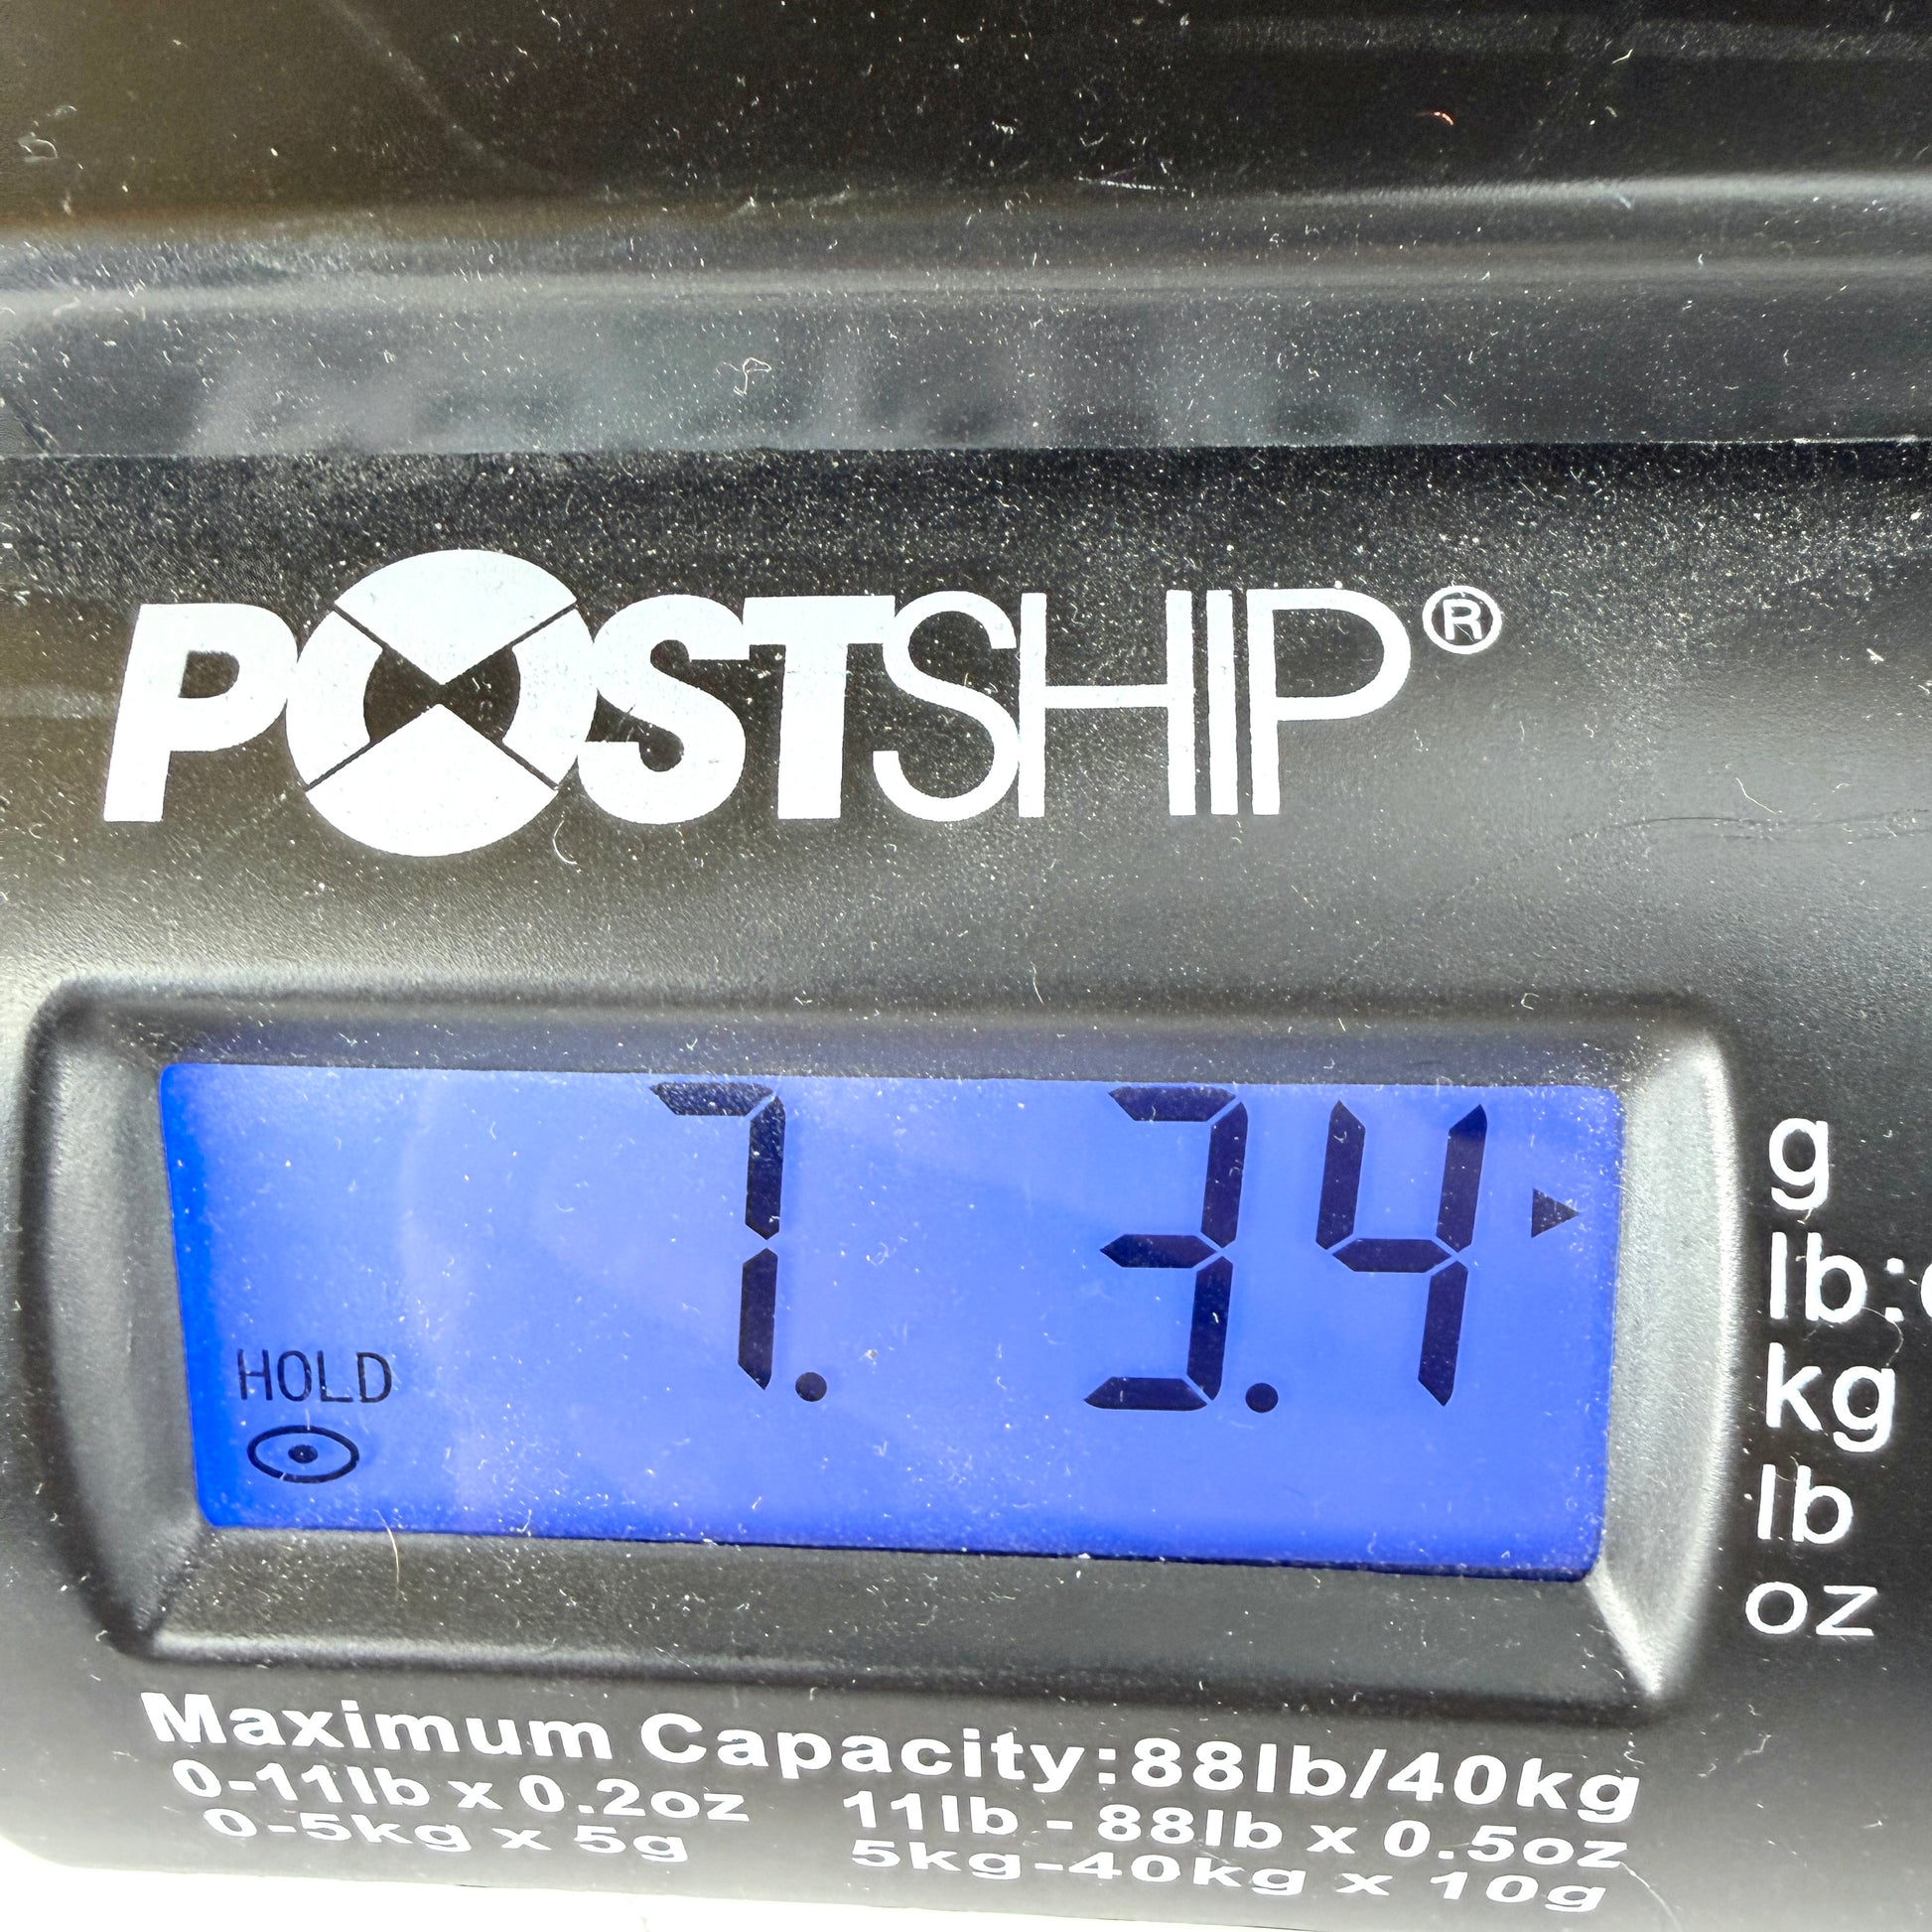 POSTSHIP®
7. 3.4
HOLD
g
lb:
kg
lb
oz
Maximum Capacity:88lb/40kg
0-11lb x 0.2oz 11lb - 88lb x 0.5oz
0-5kg x 5g 5kg-40kg x 10g